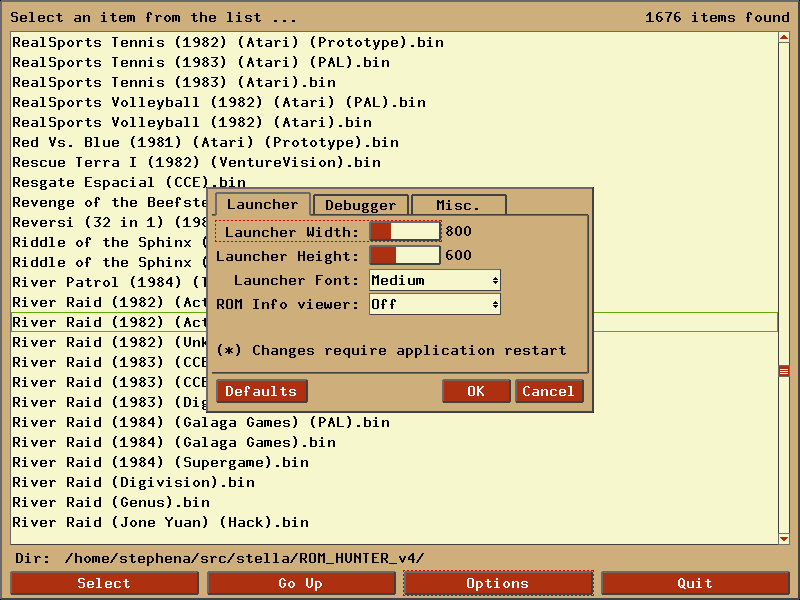 Select an item from the list ... 1676 items found
RealSports Tennis (1982) (Atari) (Prototype).bin
RealSports Tennis (1983) (Atari) (PAL).bin
RealSports Tennis (1983) (Atari).bin
RealSports Volleyball (1982) (Atari) (PAL).bin
RealSports Volleyball (1982) (Atari).bin
Red Vs. Blue (1981) (Atari) (Prototype).bin
Rescue Terra I (1982) (VentureVision).bin
Resgate Espacial (CCE).bin
Revenge of the Beefste
Reversi (32 in 1) (198
Riddle of the Sphinx (
Riddle of the Sphinx (
River Patrol (1984) (T
River Raid (1982) (Act
River Raid (1982) (Act
River Raid (1982) (Unk
River Raid (1983) (CCE
River Raid (1983) (CCE
River Raid (1983) (Dig
River Raid (1984) (Galaga Games) (PAL).bin
River Raid (1984) (Galaga Games).bin
River Raid (1984) (Supergame).bin
River Raid (Digivision).bin
River Raid (Genus).bin
River Raid (Jone Yuan) (Hack).bin
Launcher Debugger Misc.
Launcher Width: 800
Launcher Height: 600
Launcher Font: Medium
ROM Info viewer: Off
(*) Changes require application restart
Defaults OK Cancel
Dir: /home/stephena/src/stella/ROM_HUNTER_v4/
Select Go Up Options Quit